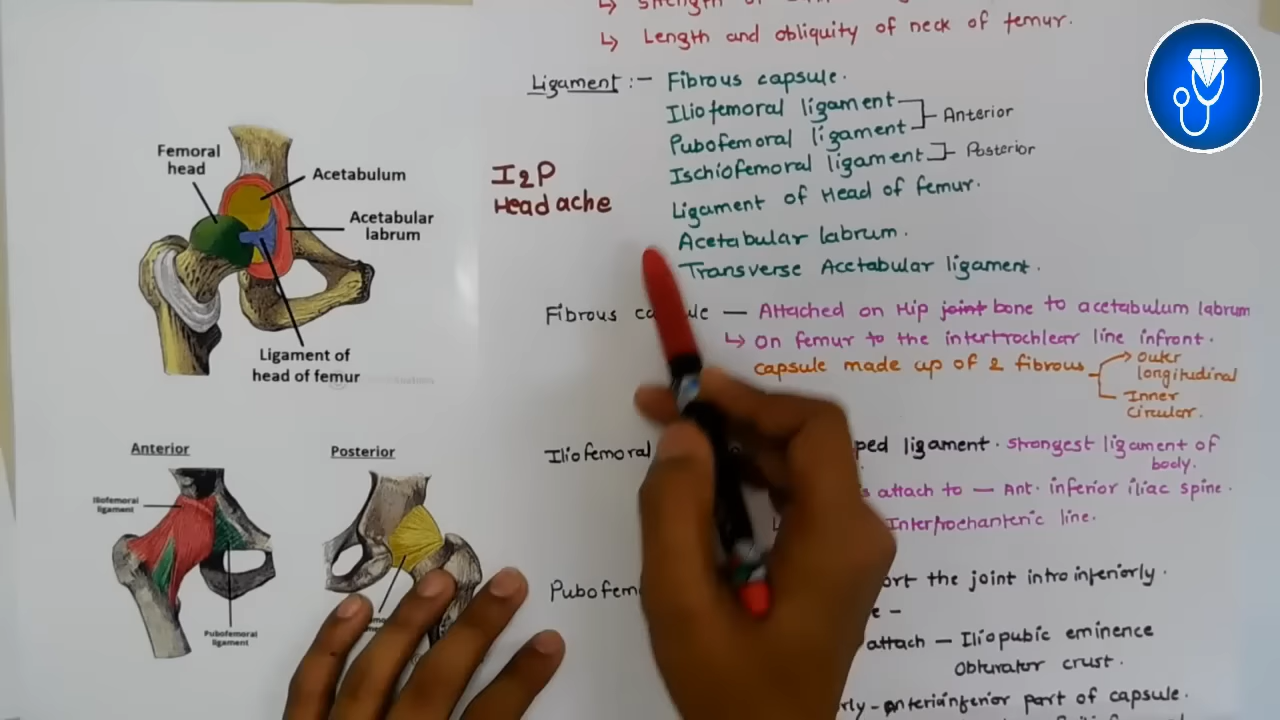 ↳ Strength of
↳ Length and obliquity of neck of femur.
Ligament :- Fibrous capsule.
Iliofemoral ligament
Pubofemoral ligament
Anterior
Ischiofemoral ligament
Posterior
Ligament of Head of femur.
Acetabular labrum.
Transverse Acetabular ligament.
I2P
Headache
Femoral
head
Acetabulum
Acetabular
labrum
Ligament of
head of femur
Fibrous — Attached on Hip joint bone to acetabulum labrum
↳ on femur to the intertrochlear line infront.
capsule made up of 2 fibrous
outer
longitudinal
Inner
circular.
Anterior
Posterior
Iliofemoral
ligament
Pubofemoral
ligament
Iliofemoral ligament. strongest ligament of
body.
attach to — Ant. inferior iliac spine.
Intertrochanteric line.
the joint intro inferiorly.
attach — Iliopubic eminence
Obturator crust.
part of capsule.